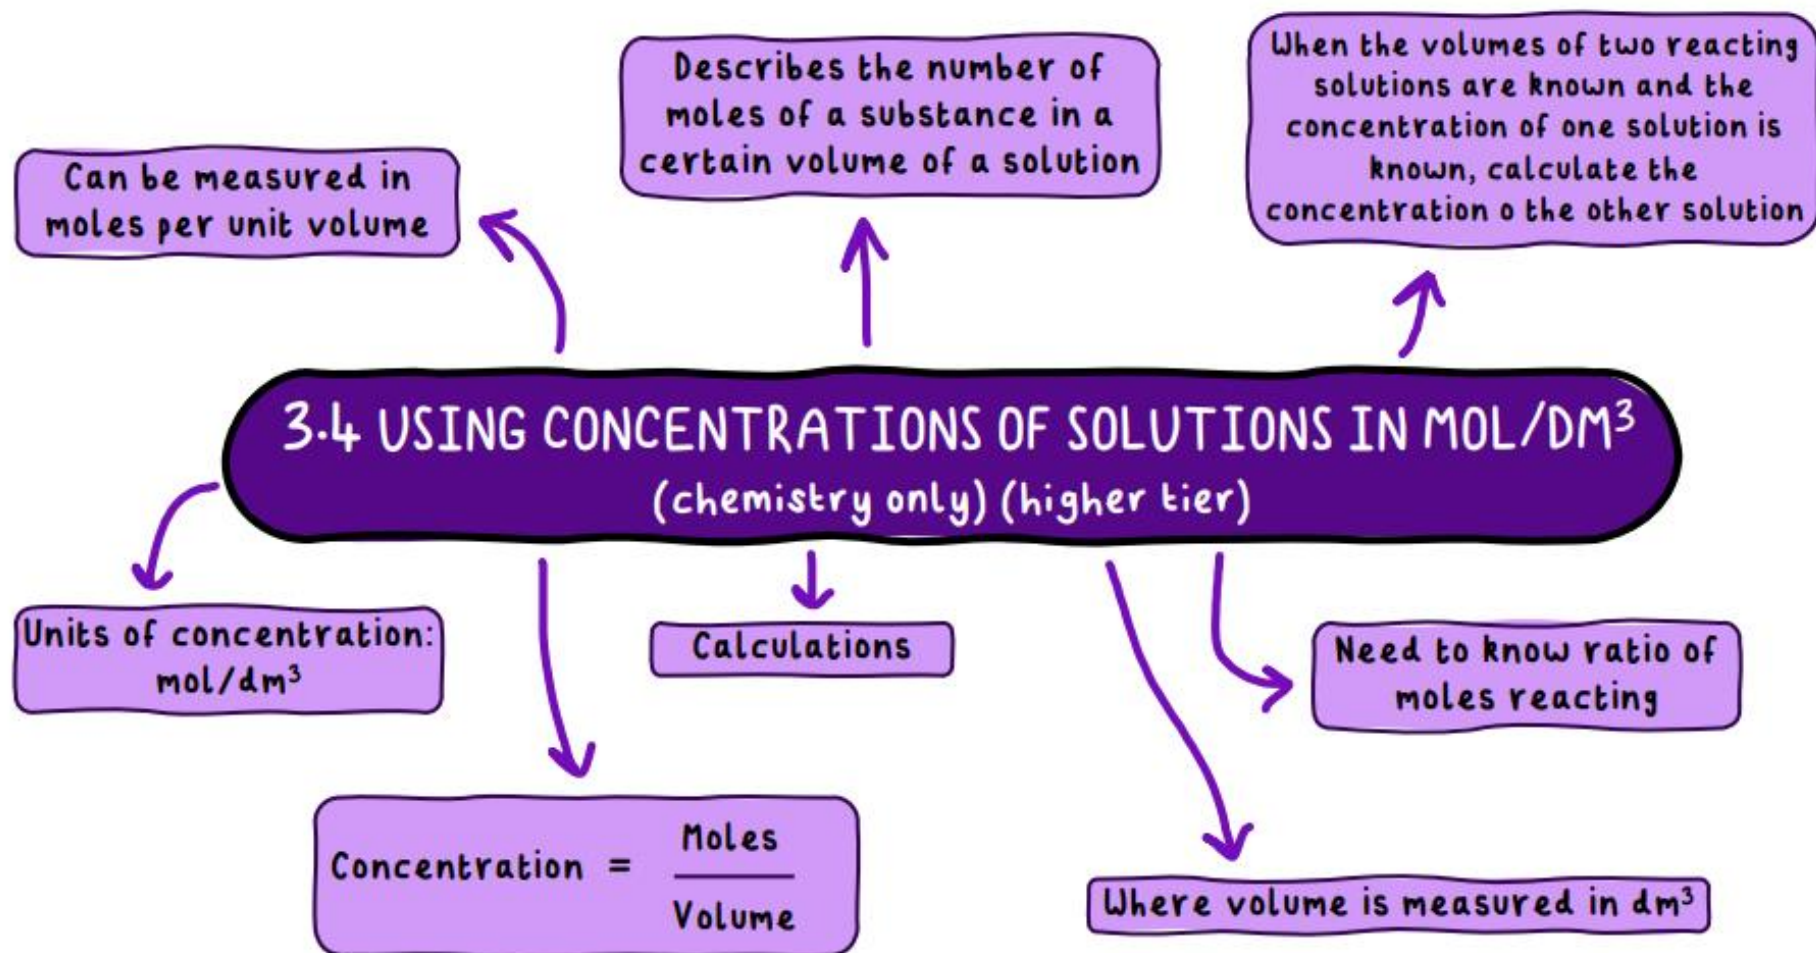 Describes the number of
moles of a substance in a
certain volume of a solution
When the volumes of two reacting
solutions are known and the
concentration of one solution is
known, calculate the
concentration o the other solution
Can be measured in
moles per unit volume
3.4 USING CONCENTRATIONS OF SOLUTIONS IN MOL/DM³
(chemistry only) (higher tier)
Units of concentration:
mol/dm³
Calculations
Need to know ratio of
moles reacting
Concentration = Moles
Volume
Where volume is measured in dm³